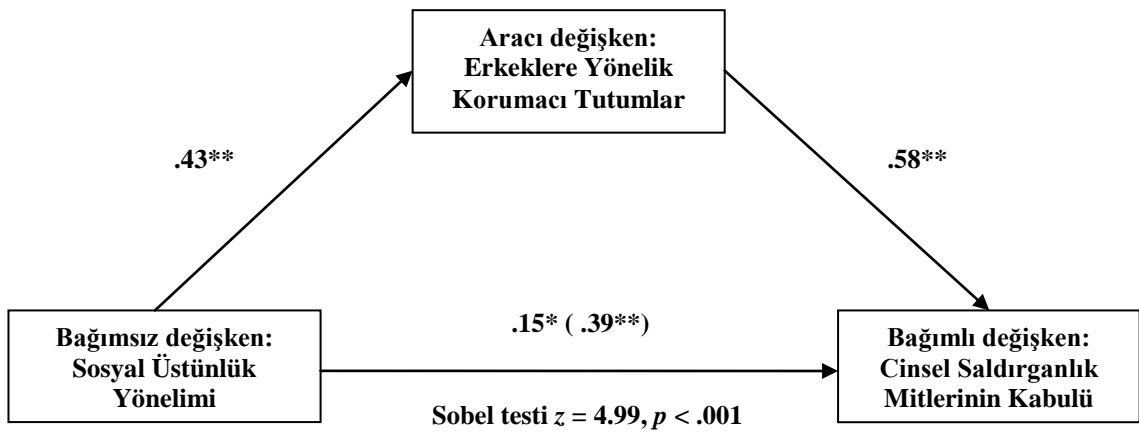 Aracı değişken:
Erkeklere Yönelik
Korumacı Tutumlar
.43**
.58**
Bağımsız değişken:
Sosyal Üstünlük
Yönelimi
.15* ( .39**)
Sobel testi z = 4.99, p < .001
Bağımlı değişken:
Cinsel Saldırganlık
Mitlerinin Kabulü